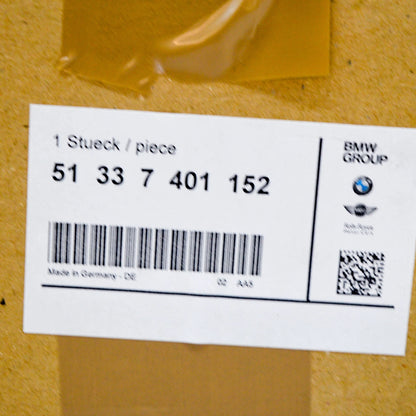 1 Stueck / piece
51 33 7 401 152
Made in Germany - DE
02 AA5
BMW
GROUP